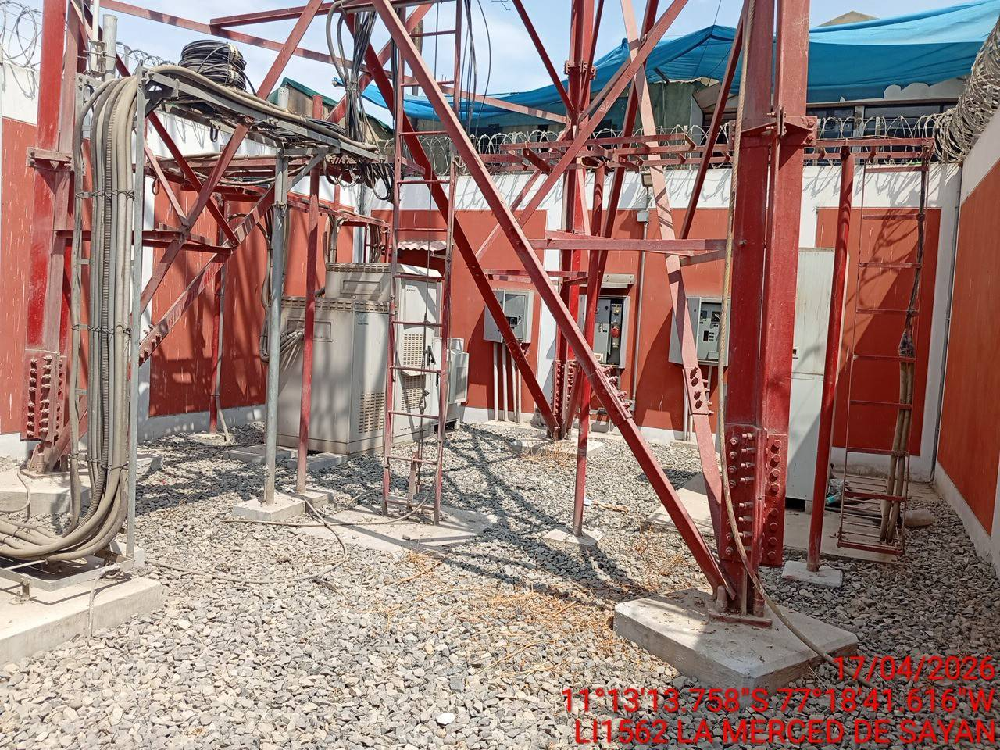 17/04/2026
11°13'13.758"S 77°18'41.616"W
LI1562 LA MERCED DE SAYAN